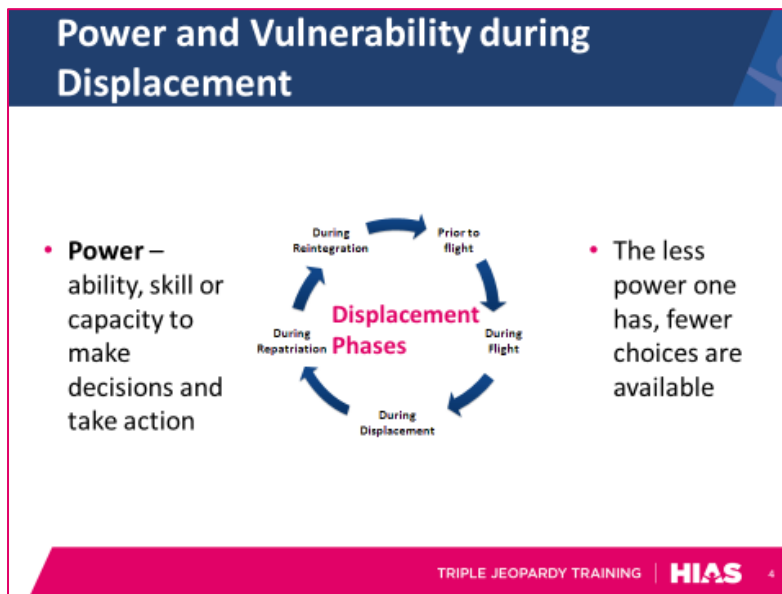 Power and Vulnerability during
Displacement
• Power –
ability, skill or
capacity to
make
decisions and
take action
During
Reintegration
Prior to
flight
During
Flight
During
Displacement
During
Repatriation
Displacement
Phases
• The less
power one
has, fewer
choices are
available
TRIPLE JEOPARDY TRAINING | HIAS 4